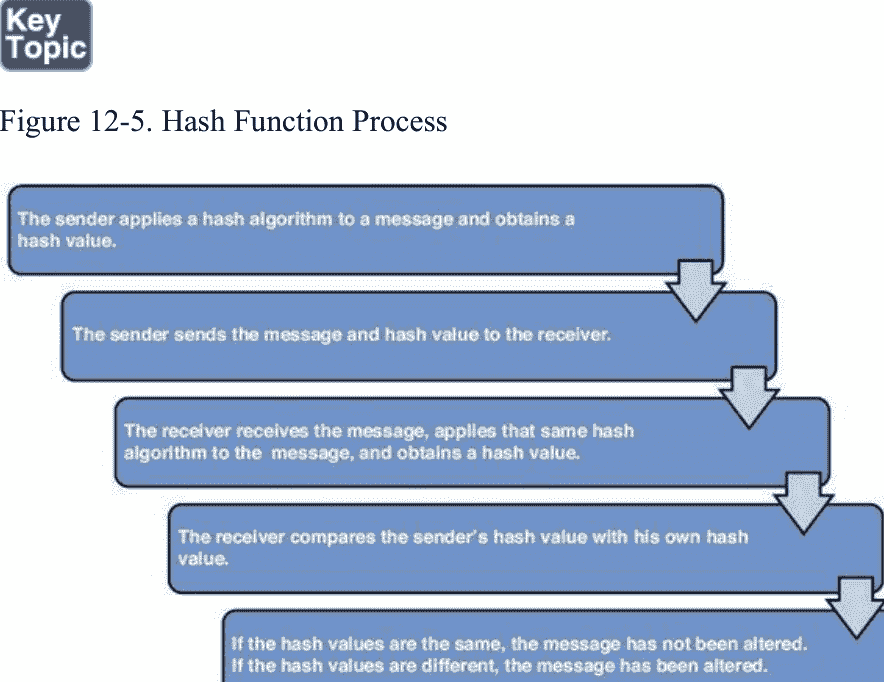 Key
Topic
Figure 12-5. Hash Function Process
The sender applies a hash algorithm to a message and obtains a
hash value.
The sender sends the message and hash value to the receiver.
The receiver receives the message, applies that same hash
algorithm to the message, and obtains a hash value.
The receiver compares the sender's hash value with his own hash
value.
If the hash values are the same, the message has not been altered.
If the hash values are different, the message has been altered.